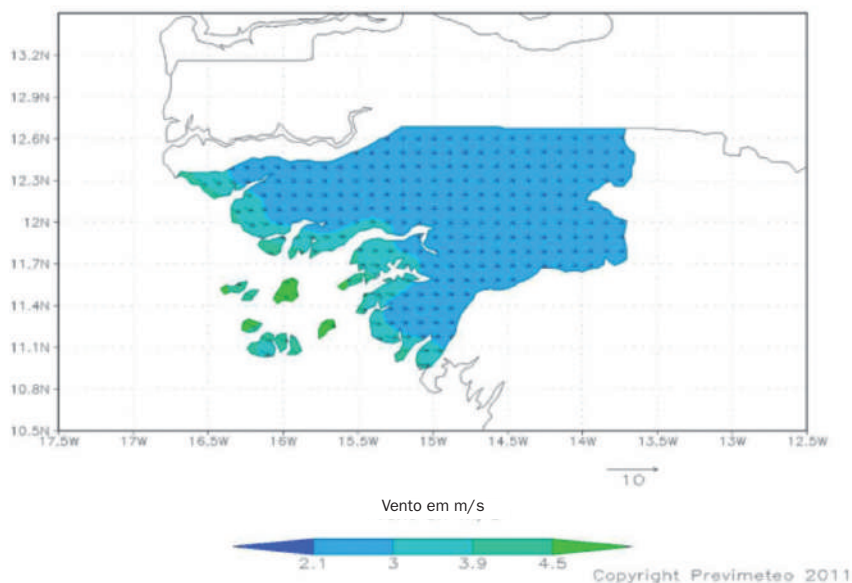 13.2N
12.9N
12.6N
12.3N
12N
11.7N
11.4N
11.1N
10.8N
10.5N
17.5W 17W 16.5W 16W 15.5W 15W 14.5W 14W 13.5W 13W 12.5W
10
Vento em m/s
2.1 3 3.9 4.5
Copyright Previmeteo 2011